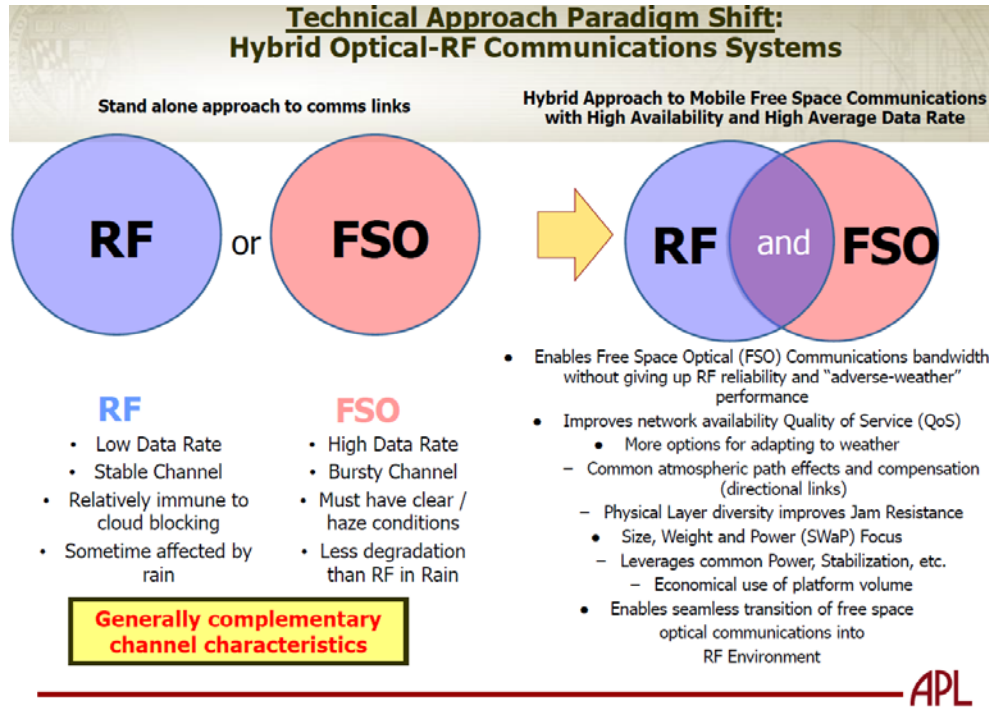 Technical Approach Paradigm Shift:
Hybrid Optical-RF Communications Systems
Stand alone approach to comms links
RF
or
FSO
RF
• Low Data Rate
• Stable Channel
• Relatively immune to
cloud blocking
• Sometime affected by
rain
FSO
• High Data Rate
• Bursty Channel
• Must have clear /
haze conditions
• Less degradation
than RF in Rain
Generally complementary
channel characteristics
Hybrid Approach to Mobile Free Space Communications
with High Availability and High Average Data Rate
RF
and
FSO
• Enables Free Space Optical (FSO) Communications bandwidth
without giving up RF reliability and “adverse-weather”
performance
• Improves network availability Quality of Service (QoS)
• More options for adapting to weather
– Common atmospheric path effects and compensation
(directional links)
– Physical Layer diversity improves Jam Resistance
• Size, Weight and Power (SWaP) Focus
– Leverages common Power, Stabilization, etc.
– Economical use of platform volume
• Enables seamless transition of free space
optical communications into
RF Environment
APL